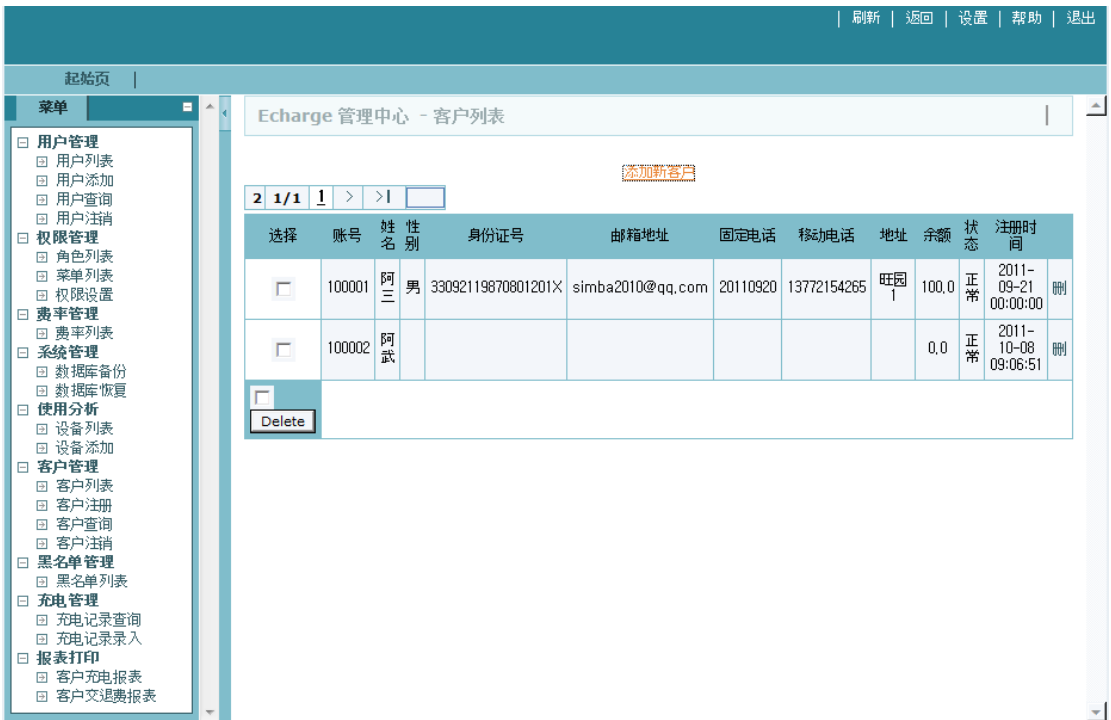 | 刷新 | 返回 | 设置 | 帮助 | 退出
起始页 |
菜单
用户管理
用户列表
用户添加
用户查询
用户注销
权限管理
角色列表
菜单列表
权限设置
费率管理
费率列表
系统管理
数据库备份
数据库恢复
使用分析
设备列表
设备添加
客户管理
客户列表
客户注册
客户查询
客户注销
黑名单管理
黑名单列表
充电管理
充电记录查询
充电记录录入
报表打印
客户充电报表
客户交退费报表
Echarge 管理中心 - 客户列表 |
添加新客户
2 1/1 1 > >|
选择 账号 姓名 性别 身份证号 邮箱地址 固定电话 移动电话 地址 余额 状态 注册时间
100001 阿三 男 33092119870801201X simba2010@qq.com 20110920 13772154265 旺园1 100.0 正常 2011-09-21 00:00:00 删
100002 阿武 0.0 正常 2011-10-08 09:06:51 删
Delete